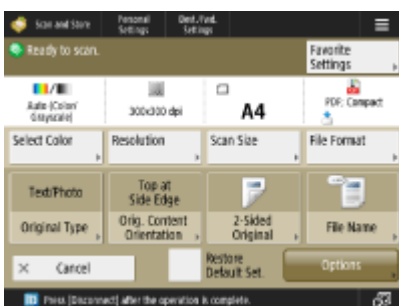 Scan and Store
Personal Settings
Dest./Fwd. Settings
Ready to scan.
Favorite Settings
Auto (Color/
Grayscale)
300x300 dpi
A4
PDF; Compact
Select Color
Resolution
Scan Size
File Format
Text/Photo
Original Type
Top at
Side Edge
Orig. Content
Orientation
2-Sided
Original
File Name
× Cancel
Restore
Default Set.
Options
ID Press [Disconnect] after the operation is complete.